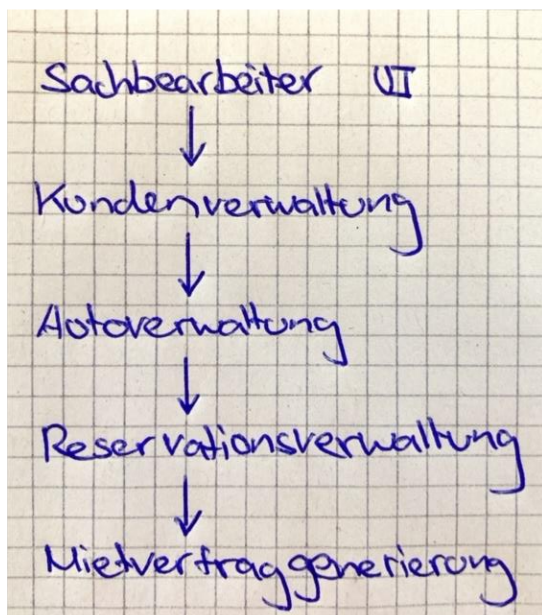 Sachbearbeiter UI
Kundenverwaltung
Autoverwaltung
Reservationsverwaltung
Mietvertraggenerierung